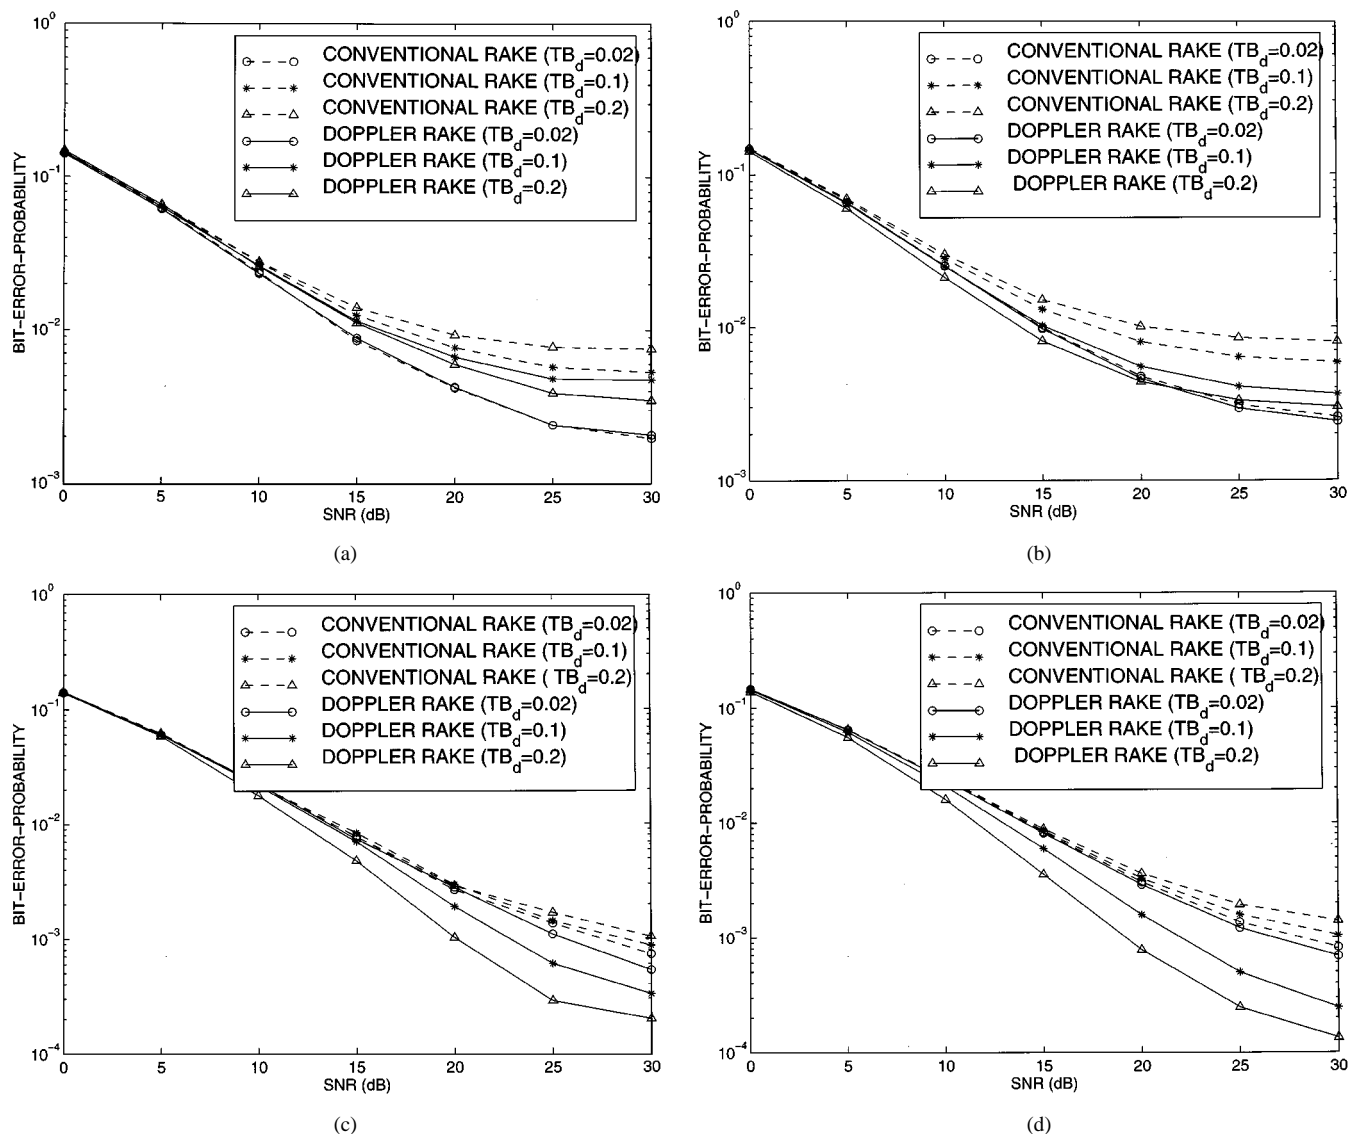 10^0
10^-1
10^-2
10^-3
BIT-ERROR-PROBABILITY
CONVENTIONAL RAKE (TB_d=0.02)
CONVENTIONAL RAKE (TB_d=0.1)
CONVENTIONAL RAKE (TB_d=0.2)
DOPPLER RAKE (TB_d=0.02)
DOPPLER RAKE (TB_d=0.1)
DOPPLER RAKE (TB_d=0.2)
0 5 10 15 20 25 30
SNR (dB)
(a)
10^0
10^-1
10^-2
10^-3
BIT-ERROR-PROBABILITY
CONVENTIONAL RAKE (TB_d=0.02)
CONVENTIONAL RAKE (TB_d=0.1)
CONVENTIONAL RAKE (TB_d=0.2)
DOPPLER RAKE (TB_d=0.02)
DOPPLER RAKE (TB_d=0.1)
DOPPLER RAKE (TB_d=0.2)
0 5 10 15 20 25 30
SNR (dB)
(b)
10^0
10^-1
10^-2
10^-3
10^-4
BIT-ERROR-PROBABILITY
CONVENTIONAL RAKE (TB_d=0.02)
CONVENTIONAL RAKE (TB_d=0.1)
CONVENTIONAL RAKE ( TB_d=0.2)
DOPPLER RAKE (TB_d=0.02)
DOPPLER RAKE (TB_d=0.1)
DOPPLER RAKE (TB_d=0.2)
0 5 10 15 20 25 30
SNR (dB)
(c)
10^0
10^-1
10^-2
10^-3
10^-4
BIT-ERROR-PROBABILITY
CONVENTIONAL RAKE (TB_d=0.02)
CONVENTIONAL RAKE (TB_d=0.1)
CONVENTIONAL RAKE (TB_d=0.2)
DOPPLER RAKE (TB_d=0.02)
DOPPLER RAKE (TB_d=0.1)
DOPPLER RAKE (TB_d=0.2)
0 5 10 15 20 25 30
SNR (dB)
(d)